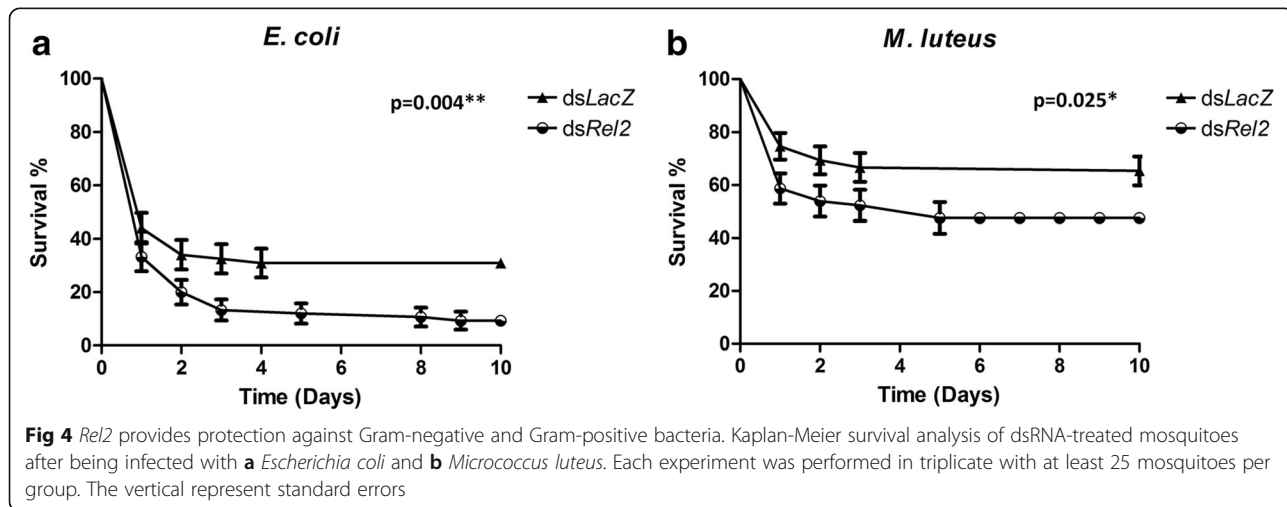 a
E. coli
100
80
60
40
20
0
Survival %
0
2
4
6
8
10
Time (Days)
p=0.004**
dsLacZ
dsRel2
b
M. luteus
100
80
60
40
20
0
Survival %
0
2
4
6
8
10
Time (Days)
p=0.025*
dsLacZ
dsRel2
Fig 4 Rel2 provides protection against Gram-negative and Gram-positive bacteria. Kaplan-Meier survival analysis of dsRNA-treated mosquitoes
after being infected with a Escherichia coli and b Micrococcus luteus. Each experiment was performed in triplicate with at least 25 mosquitoes per
group. The vertical represent standard errors